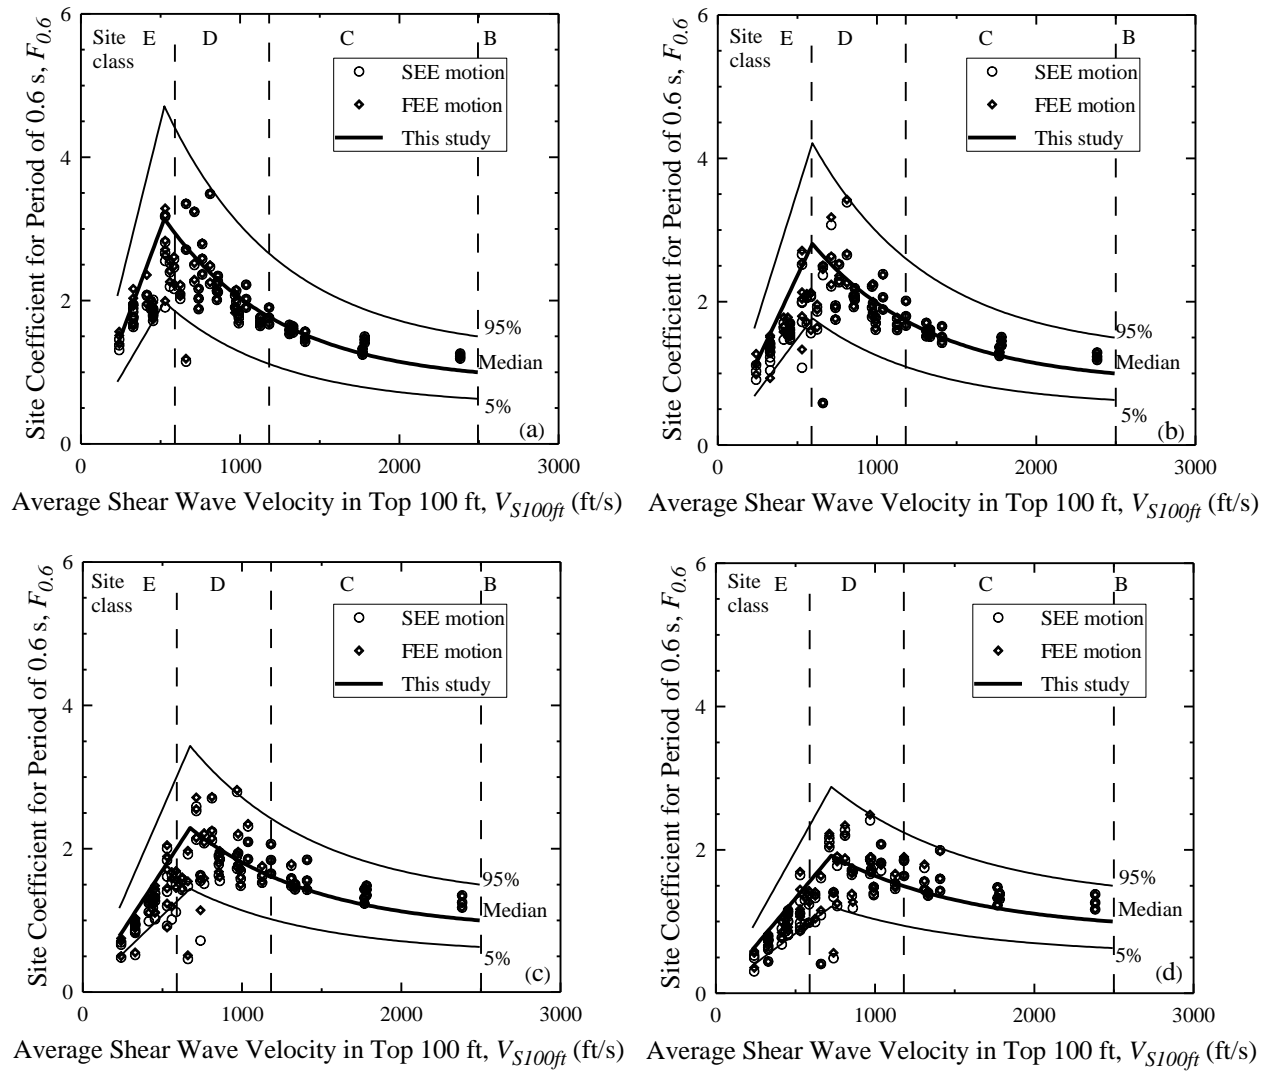 Site Coefficient for Period of 0.6 s, F0.6
6
4
2
0
Site class
E
D
C
B
SEE motion
FEE motion
This study
95%
Median
5%
(a)
0 1000 2000 3000
Average Shear Wave Velocity in Top 100 ft, VS100ft (ft/s)
Site Coefficient for Period of 0.6 s, F0.6
6
4
2
0
Site class
E
D
C
B
SEE motion
FEE motion
This study
95%
Median
5%
(b)
0 1000 2000 3000
Average Shear Wave Velocity in Top 100 ft, VS100ft (ft/s)
Site Coefficient for Period of 0.6 s, F0.6
6
4
2
0
Site class
E
D
C
B
SEE motion
FEE motion
This study
95%
Median
5%
(c)
0 1000 2000 3000
Average Shear Wave Velocity in Top 100 ft, VS100ft (ft/s)
Site Coefficient for Period of 0.6 s, F0.6
6
4
2
0
Site class
E
D
C
B
SEE motion
FEE motion
This study
95%
Median
5%
(d)
0 1000 2000 3000
Average Shear Wave Velocity in Top 100 ft, VS100ft (ft/s)